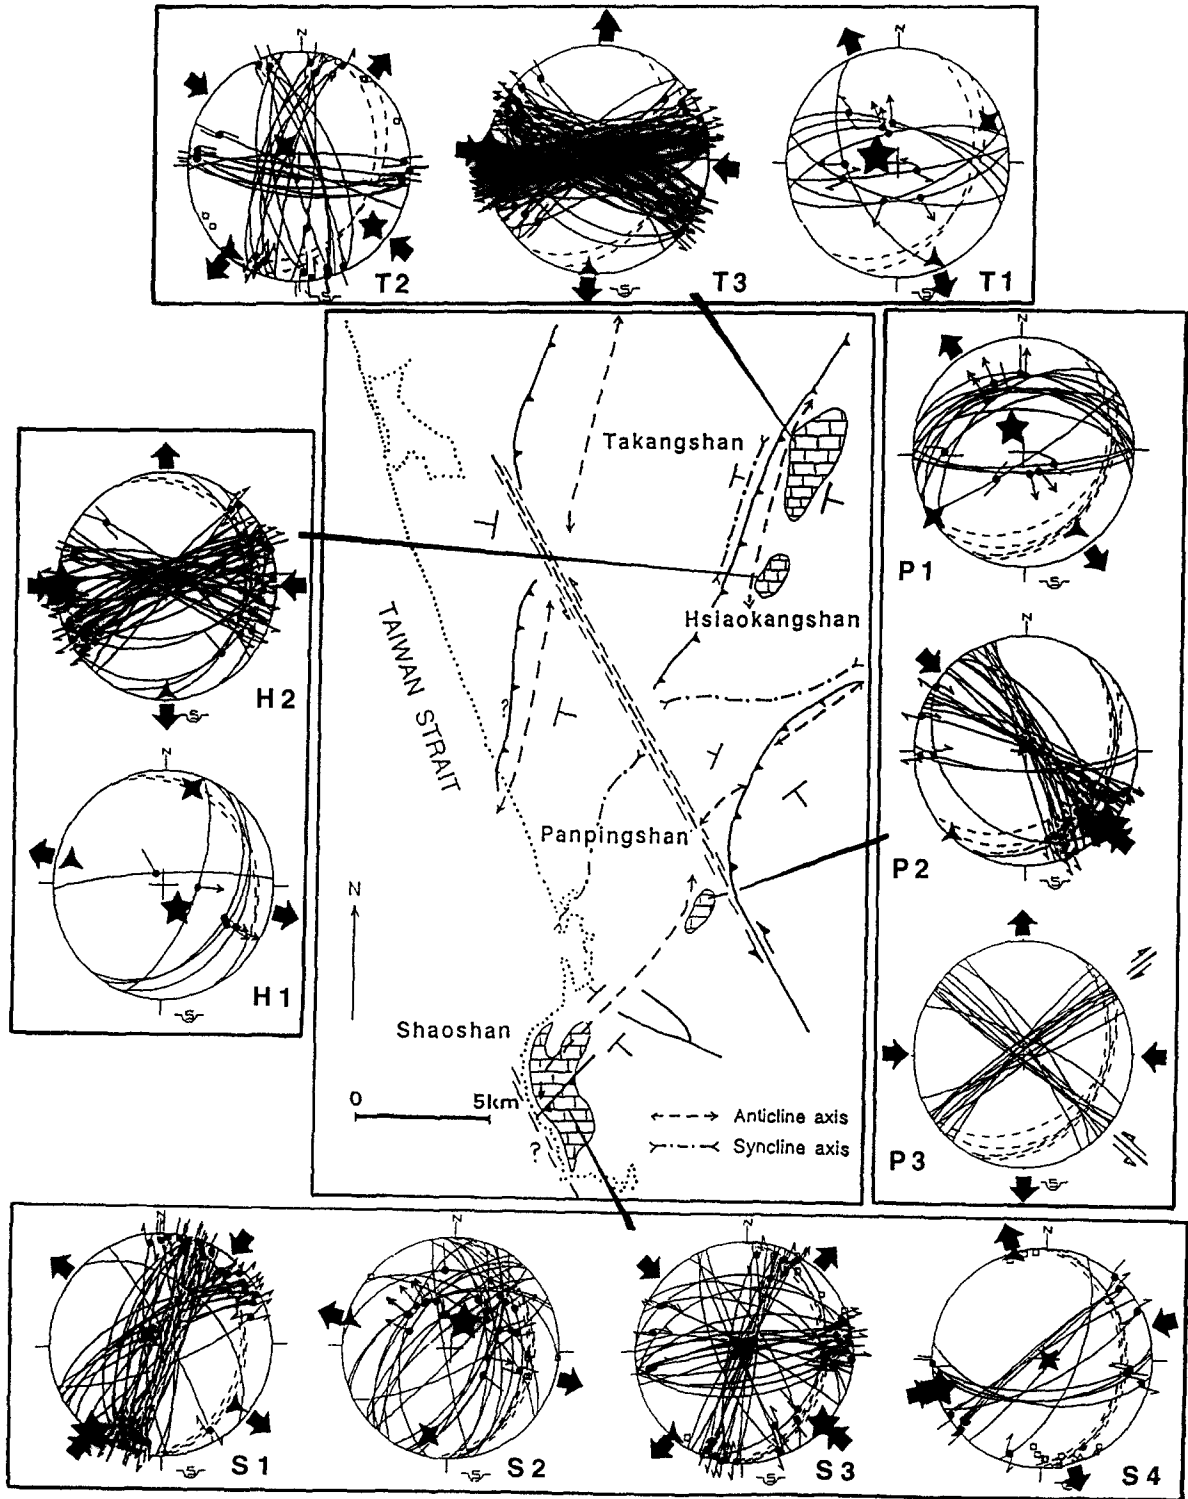 N
N
T2
T3
T1
S
S
S
N
P1
S
Takangshan
Hsiaokangshan
H2
S
TAIWAN STRAIT
?
N
H1
S
P2
S
Panpingshan
N
P3
S
Shaoshan
0 5km
Anticline axis
Syncline axis
?
N
N
N
N
S1
S2
S3
S4
S
S
S
S